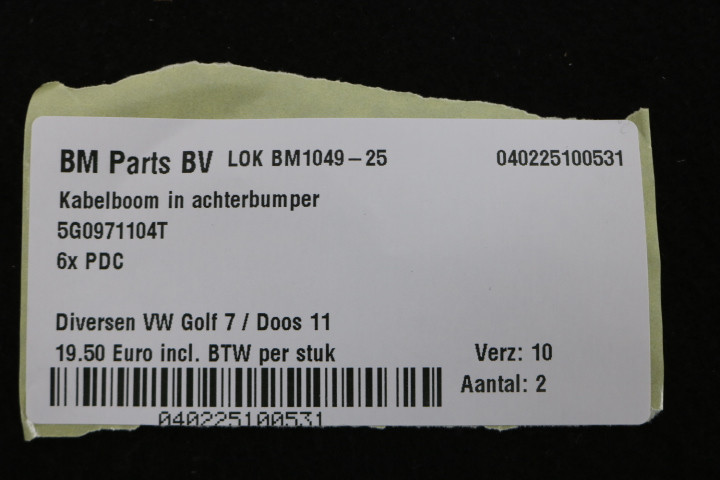 BM Parts BV LOK BM1049-25 040225100531
Kabelboom in achterbumper
5G0971104T
6x PDC
Diversen VW Golf 7 / Doos 11
19.50 Euro incl. BTW per stuk Verz: 10
Aantal: 2
040225100531